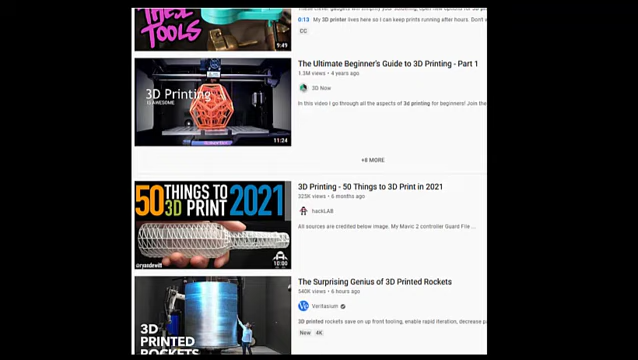 THESE
TOOLS
9:49
0:13 My 3D printer lives here so I can keep prints running after hours. Don't
CC
3D Printing
IS AWESOME
11:24
The Ultimate Beginner's Guide to 3D Printing - Part 1
1.3M views • 4 years ago
3D Now
In this video I go through all the aspects of 3d printing for beginners! Join the
+8 MORE
50 THINGS TO
3D PRINT 2021
@ryandewitt
10:00
3D Printing - 50 Things to 3D Print in 2021
323K views • 6 months ago
hackLAB
All sources are credited below image. My Mavic 2 controller Guard File ...
3D
PRINTED
ROCKETS
The Surprising Genius of 3D Printed Rockets
540K views • 6 hours ago
Veritasium
3D printed rockets save on up front tooling, enable rapid iteration, decrease p
New 4K